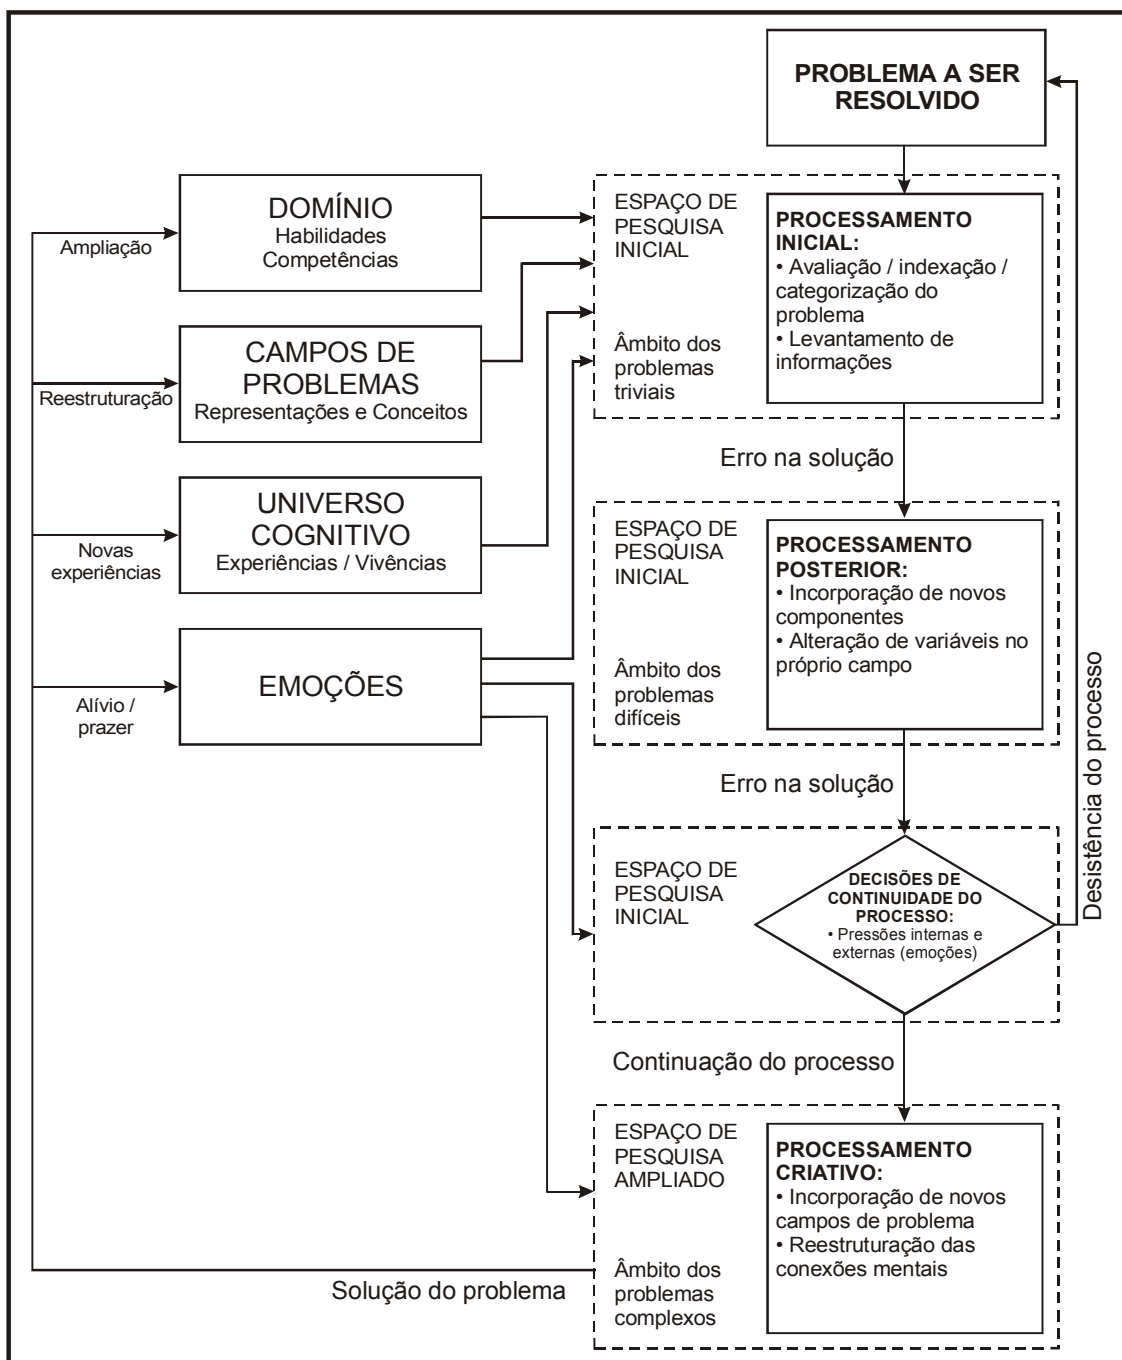 PROBLEMA A SER
RESOLVIDO
DOMÍNIO
Habilidades
Competências
Ampliação
CAMPOS DE
PROBLEMAS
Representações e Conceitos
Reestruturação
UNIVERSO
COGNITIVO
Experiências / Vivências
Novas
experiências
EMOÇÕES
Alívio /
prazer
ESPAÇO DE
PESQUISA
INICIAL
Âmbito dos
problemas
triviais
PROCESSAMENTO
INICIAL:
• Avaliação / indexação /
categorização do
problema
• Levantamento de
informações
Erro na solução
ESPAÇO DE
PESQUISA
INICIAL
Âmbito dos
problemas
difíceis
PROCESSAMENTO
POSTERIOR:
• Incorporação de novos
componentes
• Alteração de variáveis no
próprio campo
Erro na solução
ESPAÇO DE
PESQUISA
INICIAL
DECISÕES DE
CONTINUIDADE DO
PROCESSO:
• Pressões internas e
externas (emoções)
Desistência do processo
Continuação do processo
ESPAÇO DE
PESQUISA
AMPLIADO
Âmbito dos
problemas
complexos
PROCESSAMENTO
CRIATIVO:
• Incorporação de novos
campos de problema
• Reestruturação das
conexões mentais
Solução do problema